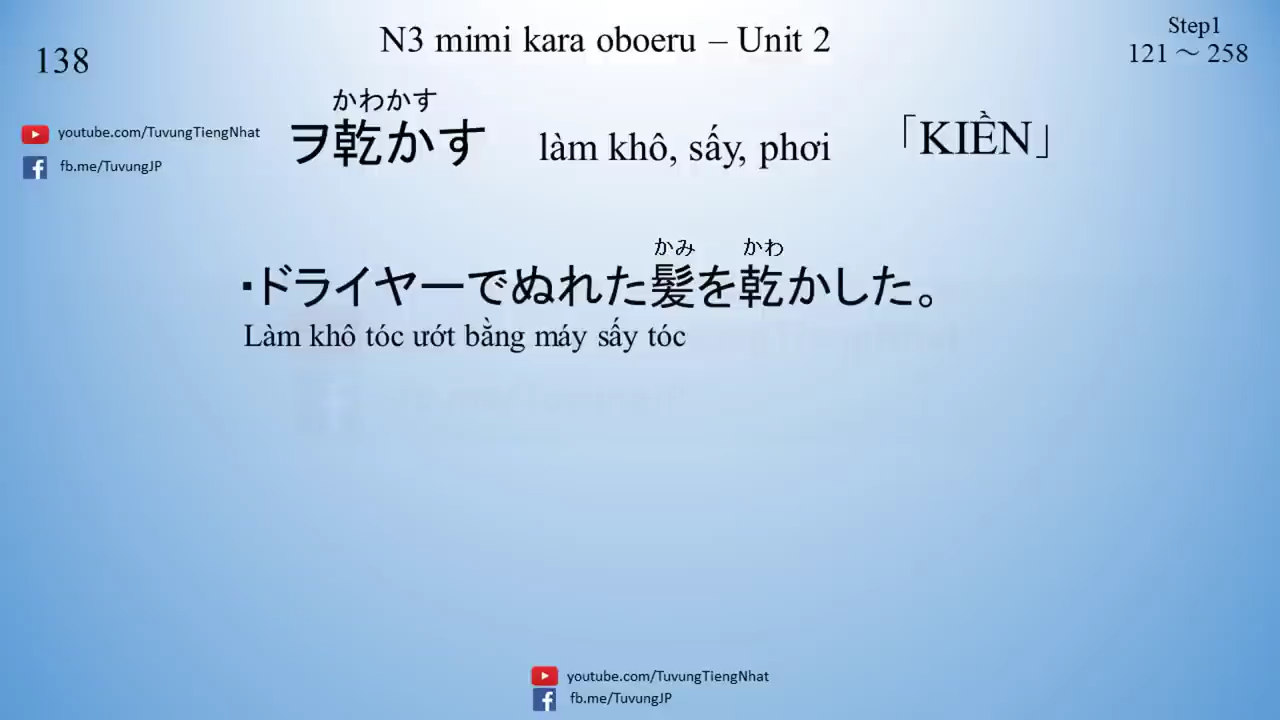 138
N3 mimi kara oboeru – Unit 2
Step1
121 ～ 258
youtube.com/TuvungTiengNhat
fb.me/TuvungJP
かわかす
ヲ乾かす làm khô, sấy, phơi 「KIỀN」
かみ かわ
・ドライヤーでぬれた髪を乾かした。
Làm khô tóc ướt bằng máy sấy tóc
youtube.com/TuvungTiengNhat
fb.me/TuvungJP